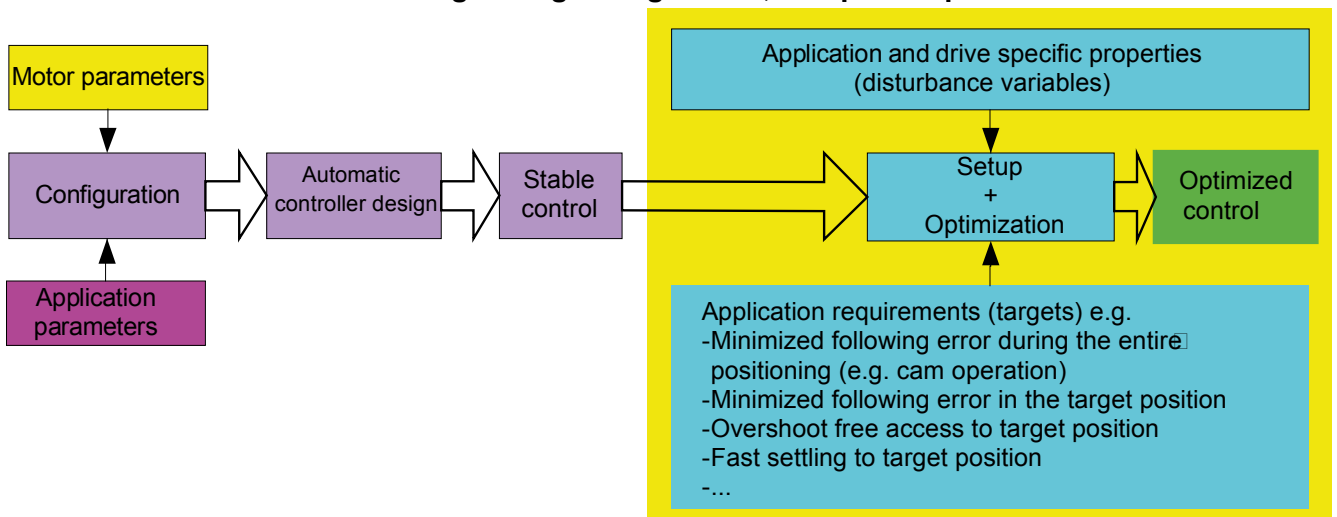 Motor parameters
Application and drive specific properties
(disturbance variables)
Configuration
Automatic
controller design
Stable
control
Setup
+
Optimization
Optimized
control
Application
parameters
Application requirements (targets) e.g.
-Minimized following error during the entire
positioning (e.g. cam operation)
-Minimized following error in the target position
-Overshoot free access to target position
-Fast settling to target position
-...